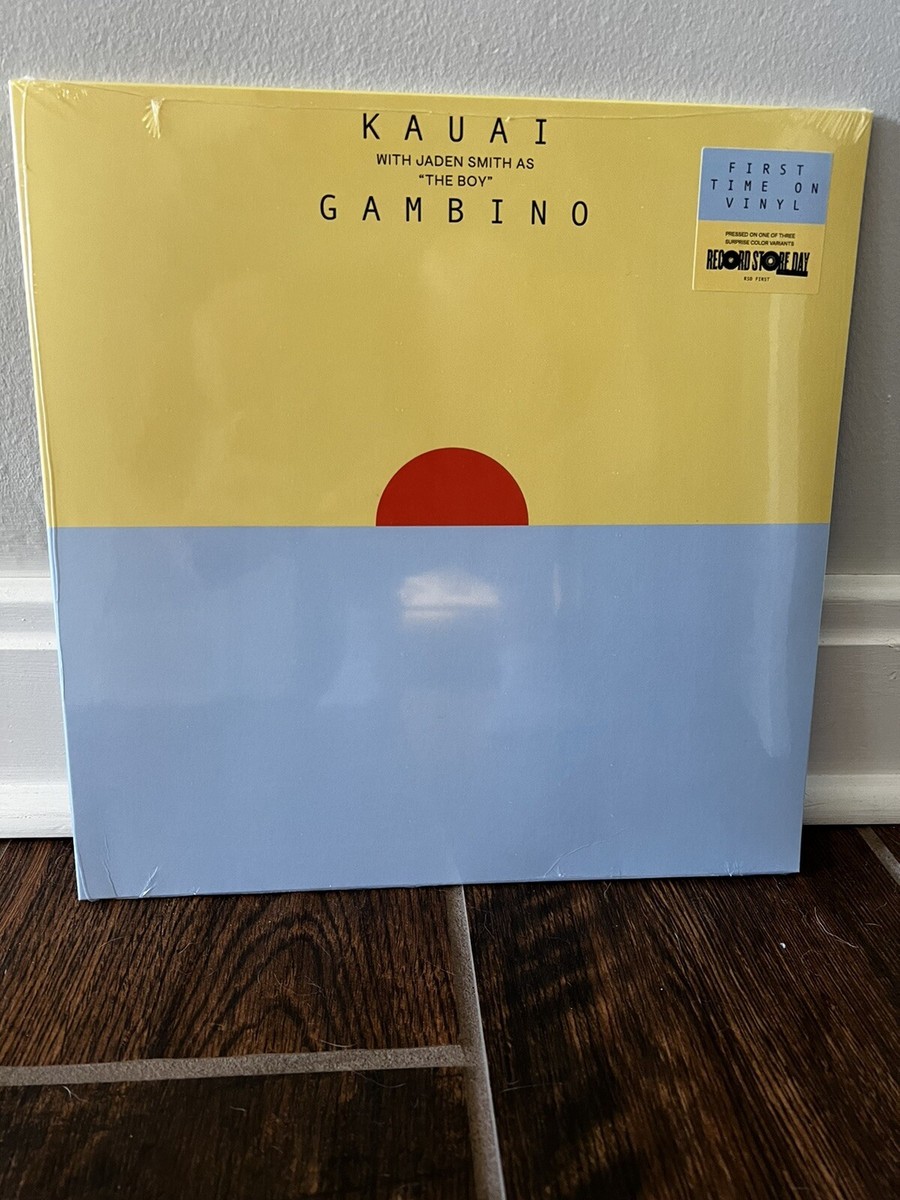 KAUAI
WITH JADEN SMITH AS
“THE BOY”
GAMBINO
FIRST
TIME ON
VINYL
PRESSED ON ONE OF THREE
SURPRISE COLOR VARIANTS
RECORD STORE DAY
RSD FIRST